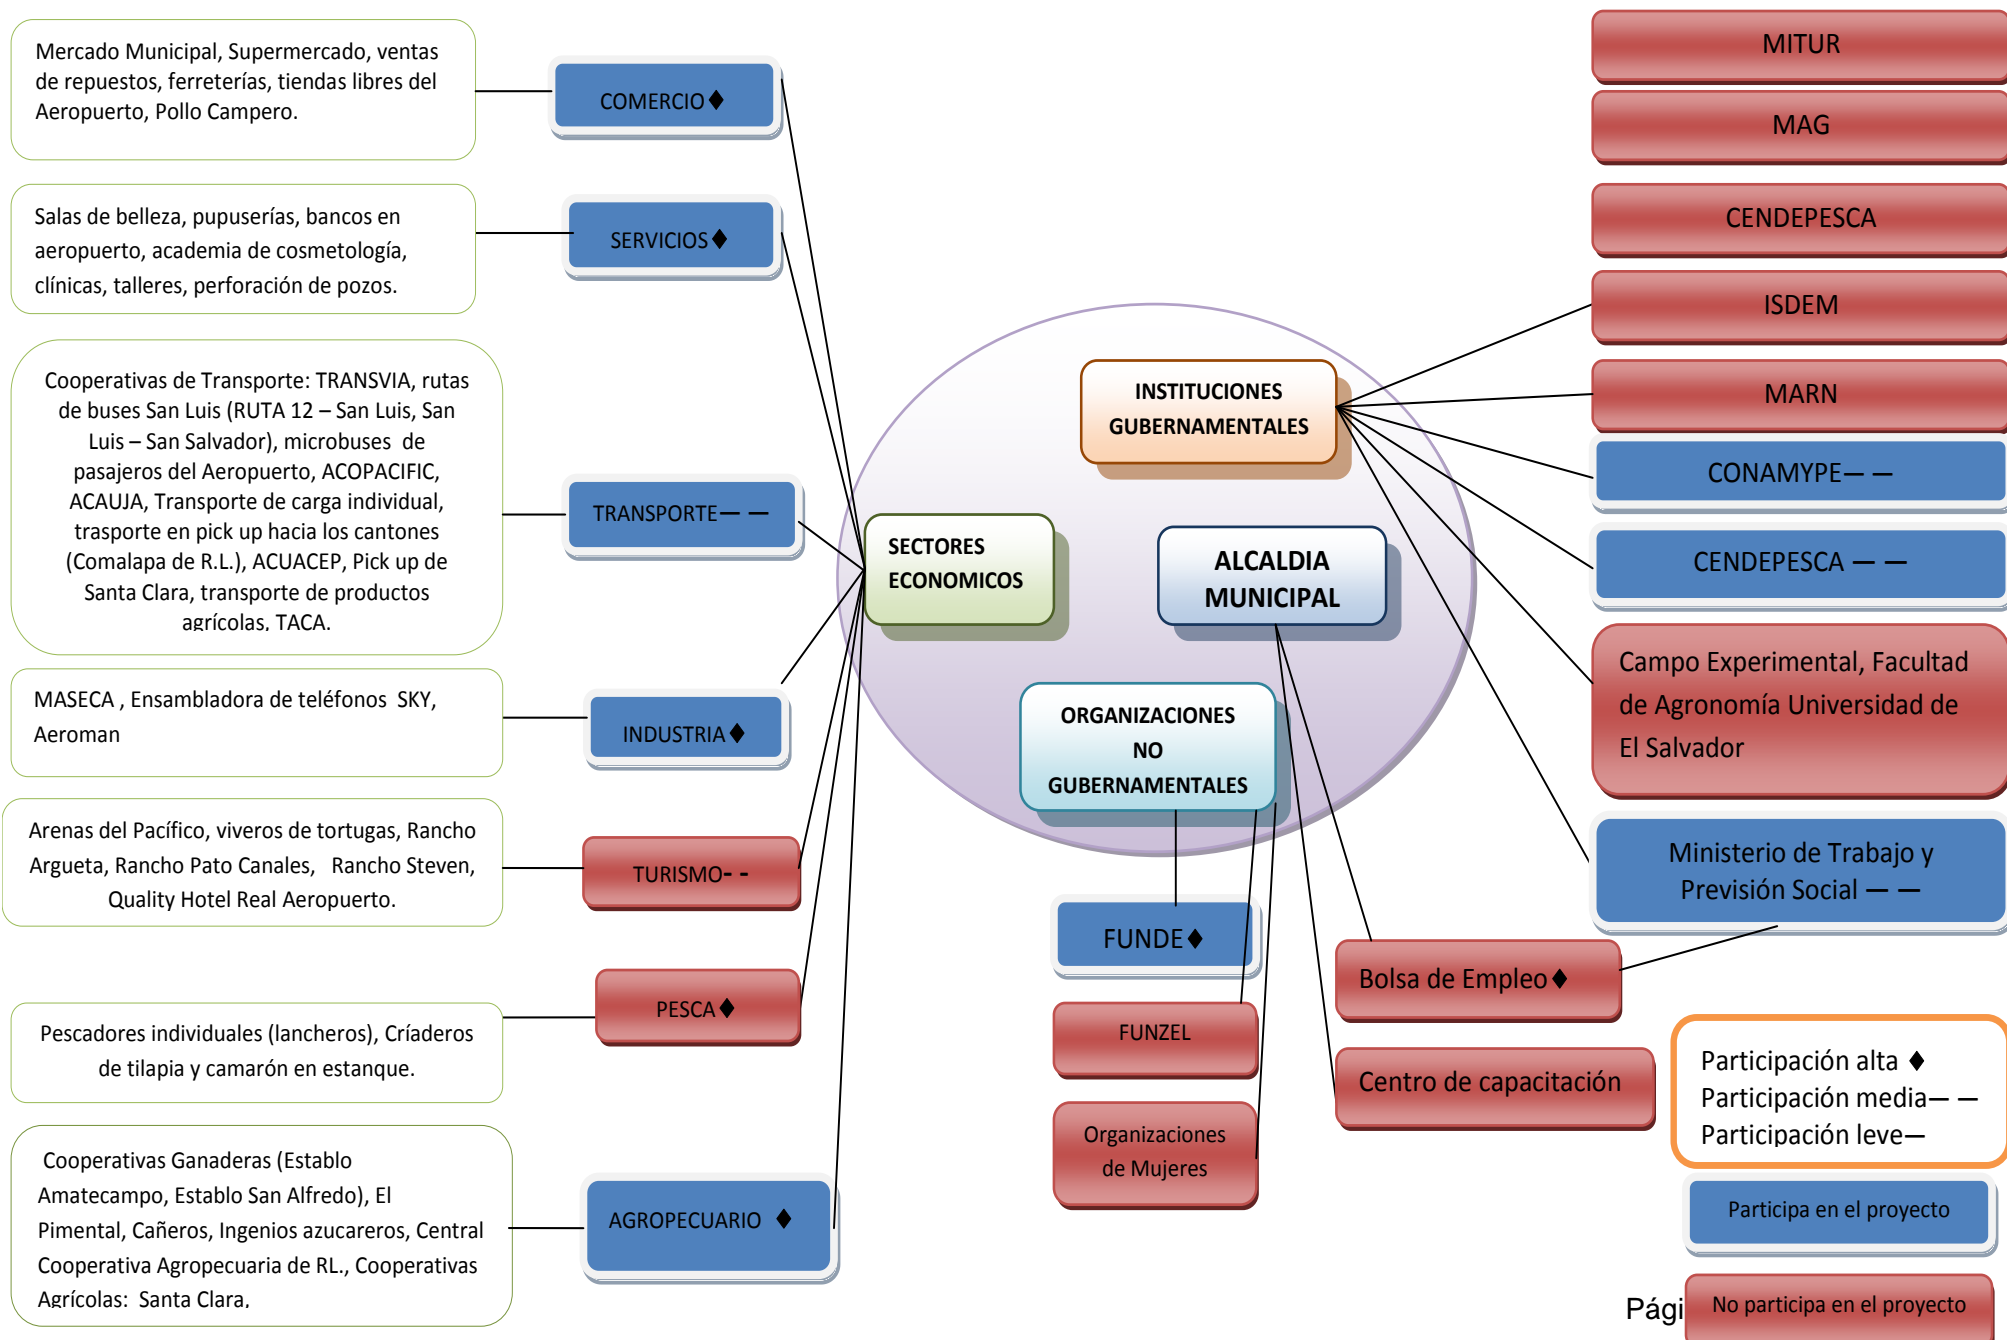 Mercado Municipal, Supermercado, ventas
de repuestos, ferreterías, tiendas libres del
Aeropuerto, Pollo Campero.
COMERCIO♦
Salas de belleza, pupuserías, bancos en
aeropuerto, academia de cosmetología,
clínicas, talleres, perforación de pozos.
SERVICIOS♦
Cooperativas de Transporte: TRANSVIA, rutas
de buses San Luis (RUTA 12 – San Luis, San
Luis – San Salvador), microbuses de
pasajeros del Aeropuerto, ACOPACIFIC,
ACAUJA, Transporte de carga individual,
trasporte en pick up hacia los cantones
(Comalapa de R.L.), ACUACEP, Pick up de
Santa Clara, transporte de productos
agrícolas, TACA.
TRANSPORTE— —
MASECA , Ensambladora de teléfonos SKY,
Aeroman
INDUSTRIA♦
Arenas del Pacífico, viveros de tortugas, Rancho
Argueta, Rancho Pato Canales, Rancho Steven,
Quality Hotel Real Aeropuerto.
TURISMO- -
Pescadores individuales (lancheros), Críaderos
de tilapia y camarón en estanque.
PESCA♦
Cooperativas Ganaderas (Establo
Amatecampo, Establo San Alfredo), El
Pimental, Cañeros, Ingenios azucareros, Central
Cooperativa Agropecuaria de RL., Cooperativas
Agrícolas: Santa Clara,
AGROPECUARIO ♦
SECTORES
ECONOMICOS
INSTITUCIONES
GUBERNAMENTALES
ALCALDIA
MUNICIPAL
ORGANIZACIONES
NO
GUBERNAMENTALES
FUNDE♦
FUNZEL
Organizaciones
de Mujeres
MITUR
MAG
CENDEPESCA
ISDEM
MARN
CONAMYPE— —
CENDEPESCA — —
Campo Experimental, Facultad
de Agronomía Universidad de
El Salvador
Ministerio de Trabajo y
Previsión Social — —
Bolsa de Empleo♦
Centro de capacitación
Participación alta ♦
Participación media— —
Participación leve—
Participa en el proyecto
Pági
No participa en el proyecto